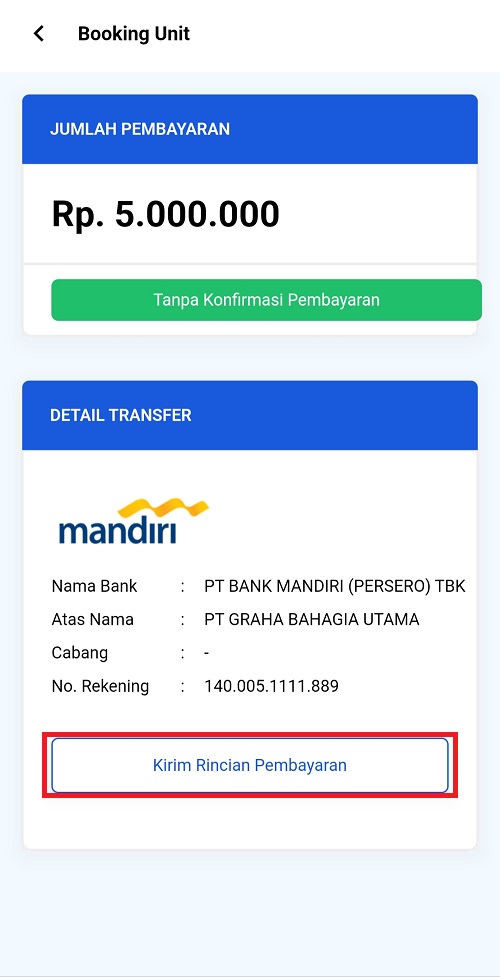 Booking Unit
JUMLAH PEMBAYARAN
Rp. 5.000.000
Tanpa Konfirmasi Pembayaran
DETAIL TRANSFER
mandiri
Nama Bank : PT BANK MANDIRI (PERSERO) TBK
Atas Nama : PT GRAHA BAHAGIA UTAMA
Cabang : -
No. Rekening : 140.005.1111.889
Kirim Rincian Pembayaran